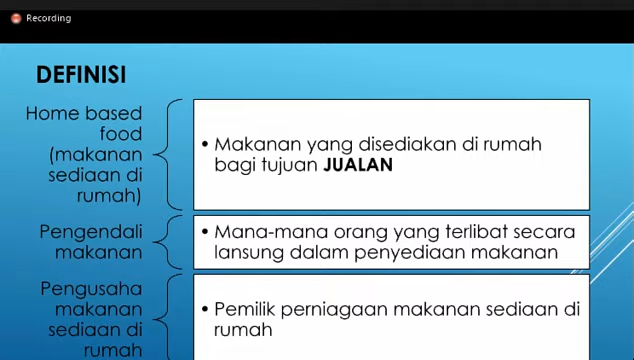 Recording
DEFINISI
Home based
food
(makanan
sediaan di
rumah)
• Makanan yang disediakan di rumah
bagi tujuan JUALAN
Pengendali
makanan
• Mana-mana orang yang terlibat secara
lansung dalam penyediaan makanan
Pengusaha
makanan
sediaan di
rumah
• Pemilik perniagaan makanan sediaan di
rumah